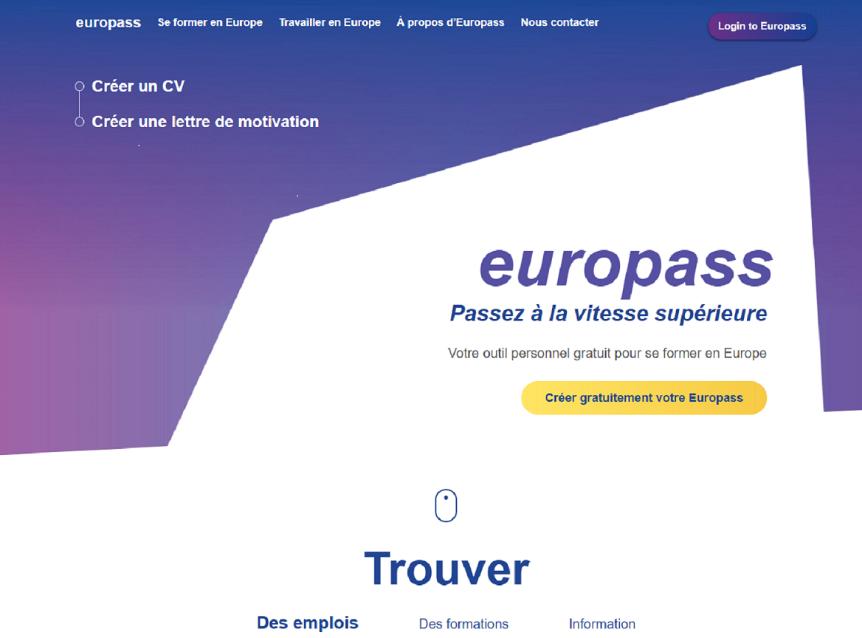 europass Se former en Europe Travailler en Europe À propos d'Europass Nous contacter Login to Europass
Créer un CV
Créer une lettre de motivation
europass
Passez à la vitesse supérieure
Votre outil personnel gratuit pour se former en Europe
Créer gratuitement votre Europass
Trouver
Des emplois Des formations Information